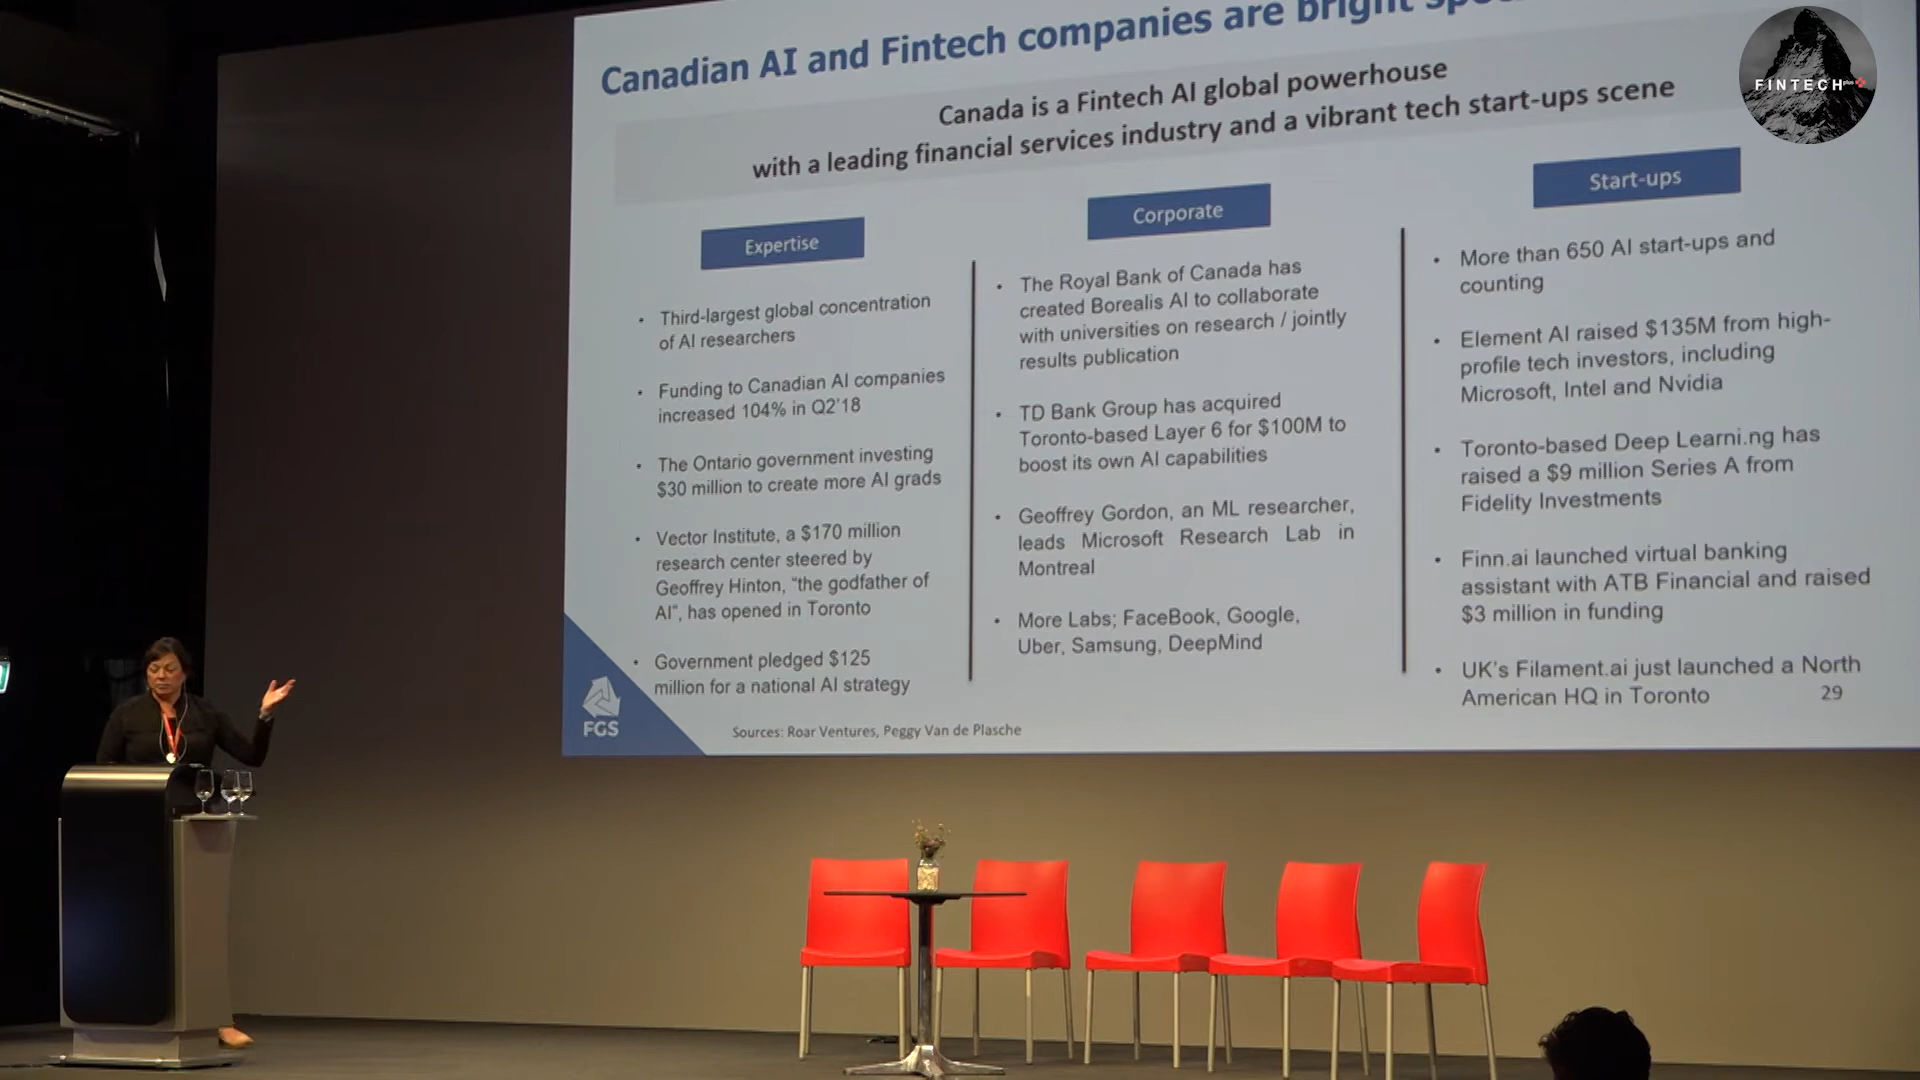 Canadian AI and Fintech companies are bright
Canada is a Fintech AI global powerhouse
with a leading financial services industry and a vibrant tech start-ups scene
Expertise
• Third-largest global concentration
of AI researchers
• Funding to Canadian AI companies
increased 104% in Q2'18
• The Ontario government investing
$30 million to create more AI grads
• Vector Institute, a $170 million
research center steered by
Geoffrey Hinton, “the godfather of
AI”, has opened in Toronto
• Government pledged $125
million for a national AI strategy
Corporate
• The Royal Bank of Canada has
created Borealis AI to collaborate
with universities on research / jointly
results publication
• TD Bank Group has acquired
Toronto-based Layer 6 for $100M to
boost its own AI capabilities
• Geoffrey Gordon, an ML researcher,
leads Microsoft Research Lab in
Montreal
• More Labs; FaceBook, Google,
Uber, Samsung, DeepMind
Start-ups
• More than 650 AI start-ups and
counting
• Element AI raised $135M from high-
profile tech investors, including
Microsoft, Intel and Nvidia
• Toronto-based Deep Learni.ng has
raised a $9 million Series A from
Fidelity Investments
• Finn.ai launched virtual banking
assistant with ATB Financial and raised
$3 million in funding
• UK's Filament.ai just launched a North
American HQ in Toronto
29
FGS
Sources: Roar Ventures, Peggy Van de Plasche
FINTECH plus